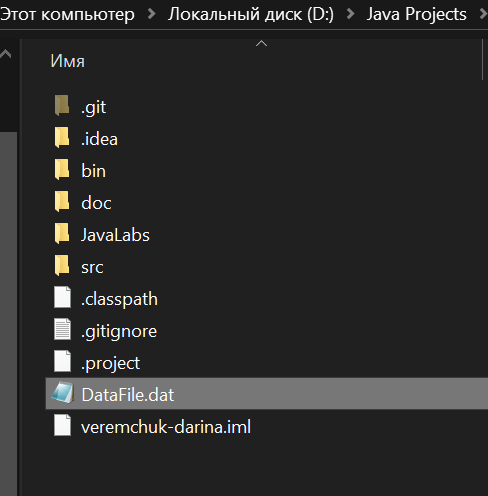 Этот компьютер > Локальный диск (D:) > Java Projects >
Имя
.git
.idea
bin
doc
JavaLabs
src
.classpath
.gitignore
.project
DataFile.dat
veremchuk-darina.iml